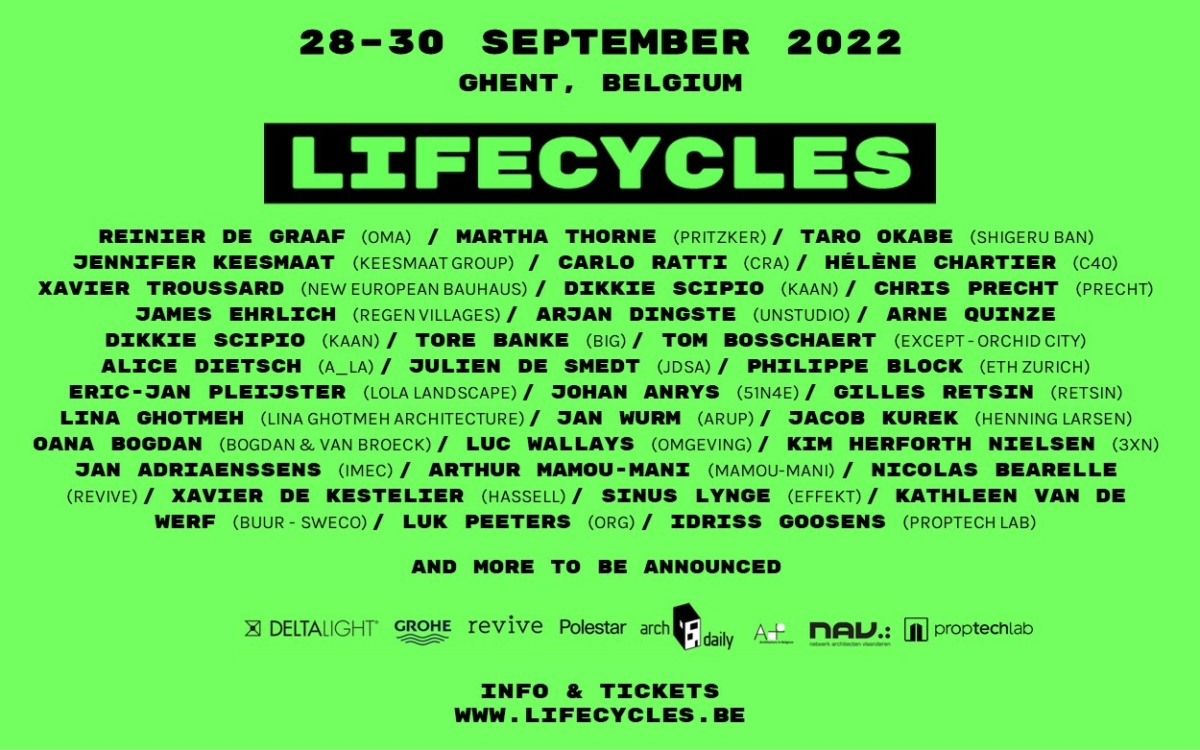 28-30 SEPTEMBER 2022
GHENT, BELGIUM
LIFECYCLES
REINIER DE GRAAF (OMA) / MARTHA THORNE (PRITZKER) / TARO OKABE (SHIGERU BAN)
JENNIFER KEESMAAT (KEESMAAT GROUP) / CARLO RATTI (CRA) / HÉLÈNE CHARTIER (C40)
XAVIER TROUSSARD (NEW EUROPEAN BAUHAUS) / DIKKIE SCIPIO (KAAN) / CHRIS PRECHT (PRECHT)
JAMES EHRLICH (REGEN VILLAGES) / ARJAN DINGSTE (UNSTUDIO) / ARNE QUINZE
DIKKIE SCIPIO (KAAN) / TORE BANKE (BIG) / TOM BOSSCHAERT (EXCEPT - ORCHID CITY)
ALICE DIETSCH (A_LA) / JULIEN DE SMEDT (JDSA) / PHILIPPE BLOCK (ETH ZURICH)
ERIC-JAN PLEIJSTER (LOLA LANDSCAPE) / JOHAN ANRYS (51N4E) / GILLES RETSIN (RETSIN)
LINA GHOTMEH (LINA GHOTMEH ARCHITECTURE) / JAN WURM (ARUP) / JACOB KUREK (HENNING LARSEN)
OANA BOGDAN (BOGDAN & VAN BROECK) / LUC WALLAYS (OMGEVING) / KIM HERFORTH NIELSEN (3XN)
JAN ADRIAENSSENS (IMEC) / ARTHUR MAMOU-MANI (MAMOU-MANI) / NICOLAS BEARELLE
(REVIVE) / XAVIER DE KESTELIER (HASSELL) / SINUS LYNGE (EFFEKT) / KATHLEEN VAN DE
WERF (BUUR - SWECO) / LUK PEETERS (ORG) / IDRISS GOOSENS (PROPTECH LAB)
AND MORE TO BE ANNOUNCED
DELTALIGHT® GROHE revive Polestar arch daily A+ NAV.: proptechlab
Architecture in Belgium netwerk architecten vlaanderen
INFO & TICKETS
WWW.LIFECYCLES.BE